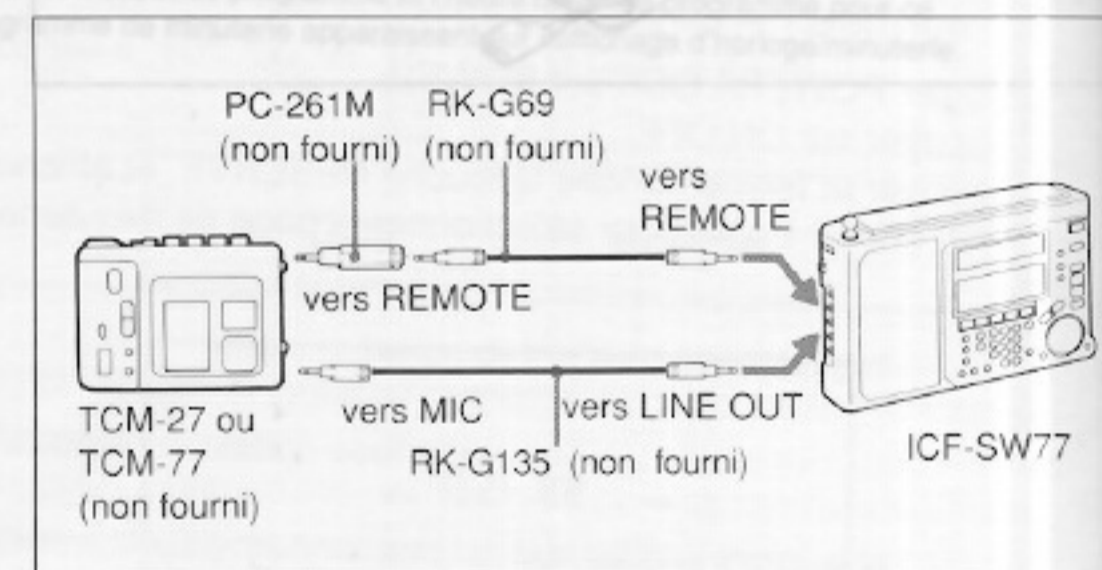 PC-261M
(non fourni)
RK-G69
(non fourni)
vers
REMOTE
vers REMOTE
vers MIC
vers LINE OUT
TCM-27 ou
TCM-77
(non fourni)
RK-G135 (non fourni)
ICF-SW77